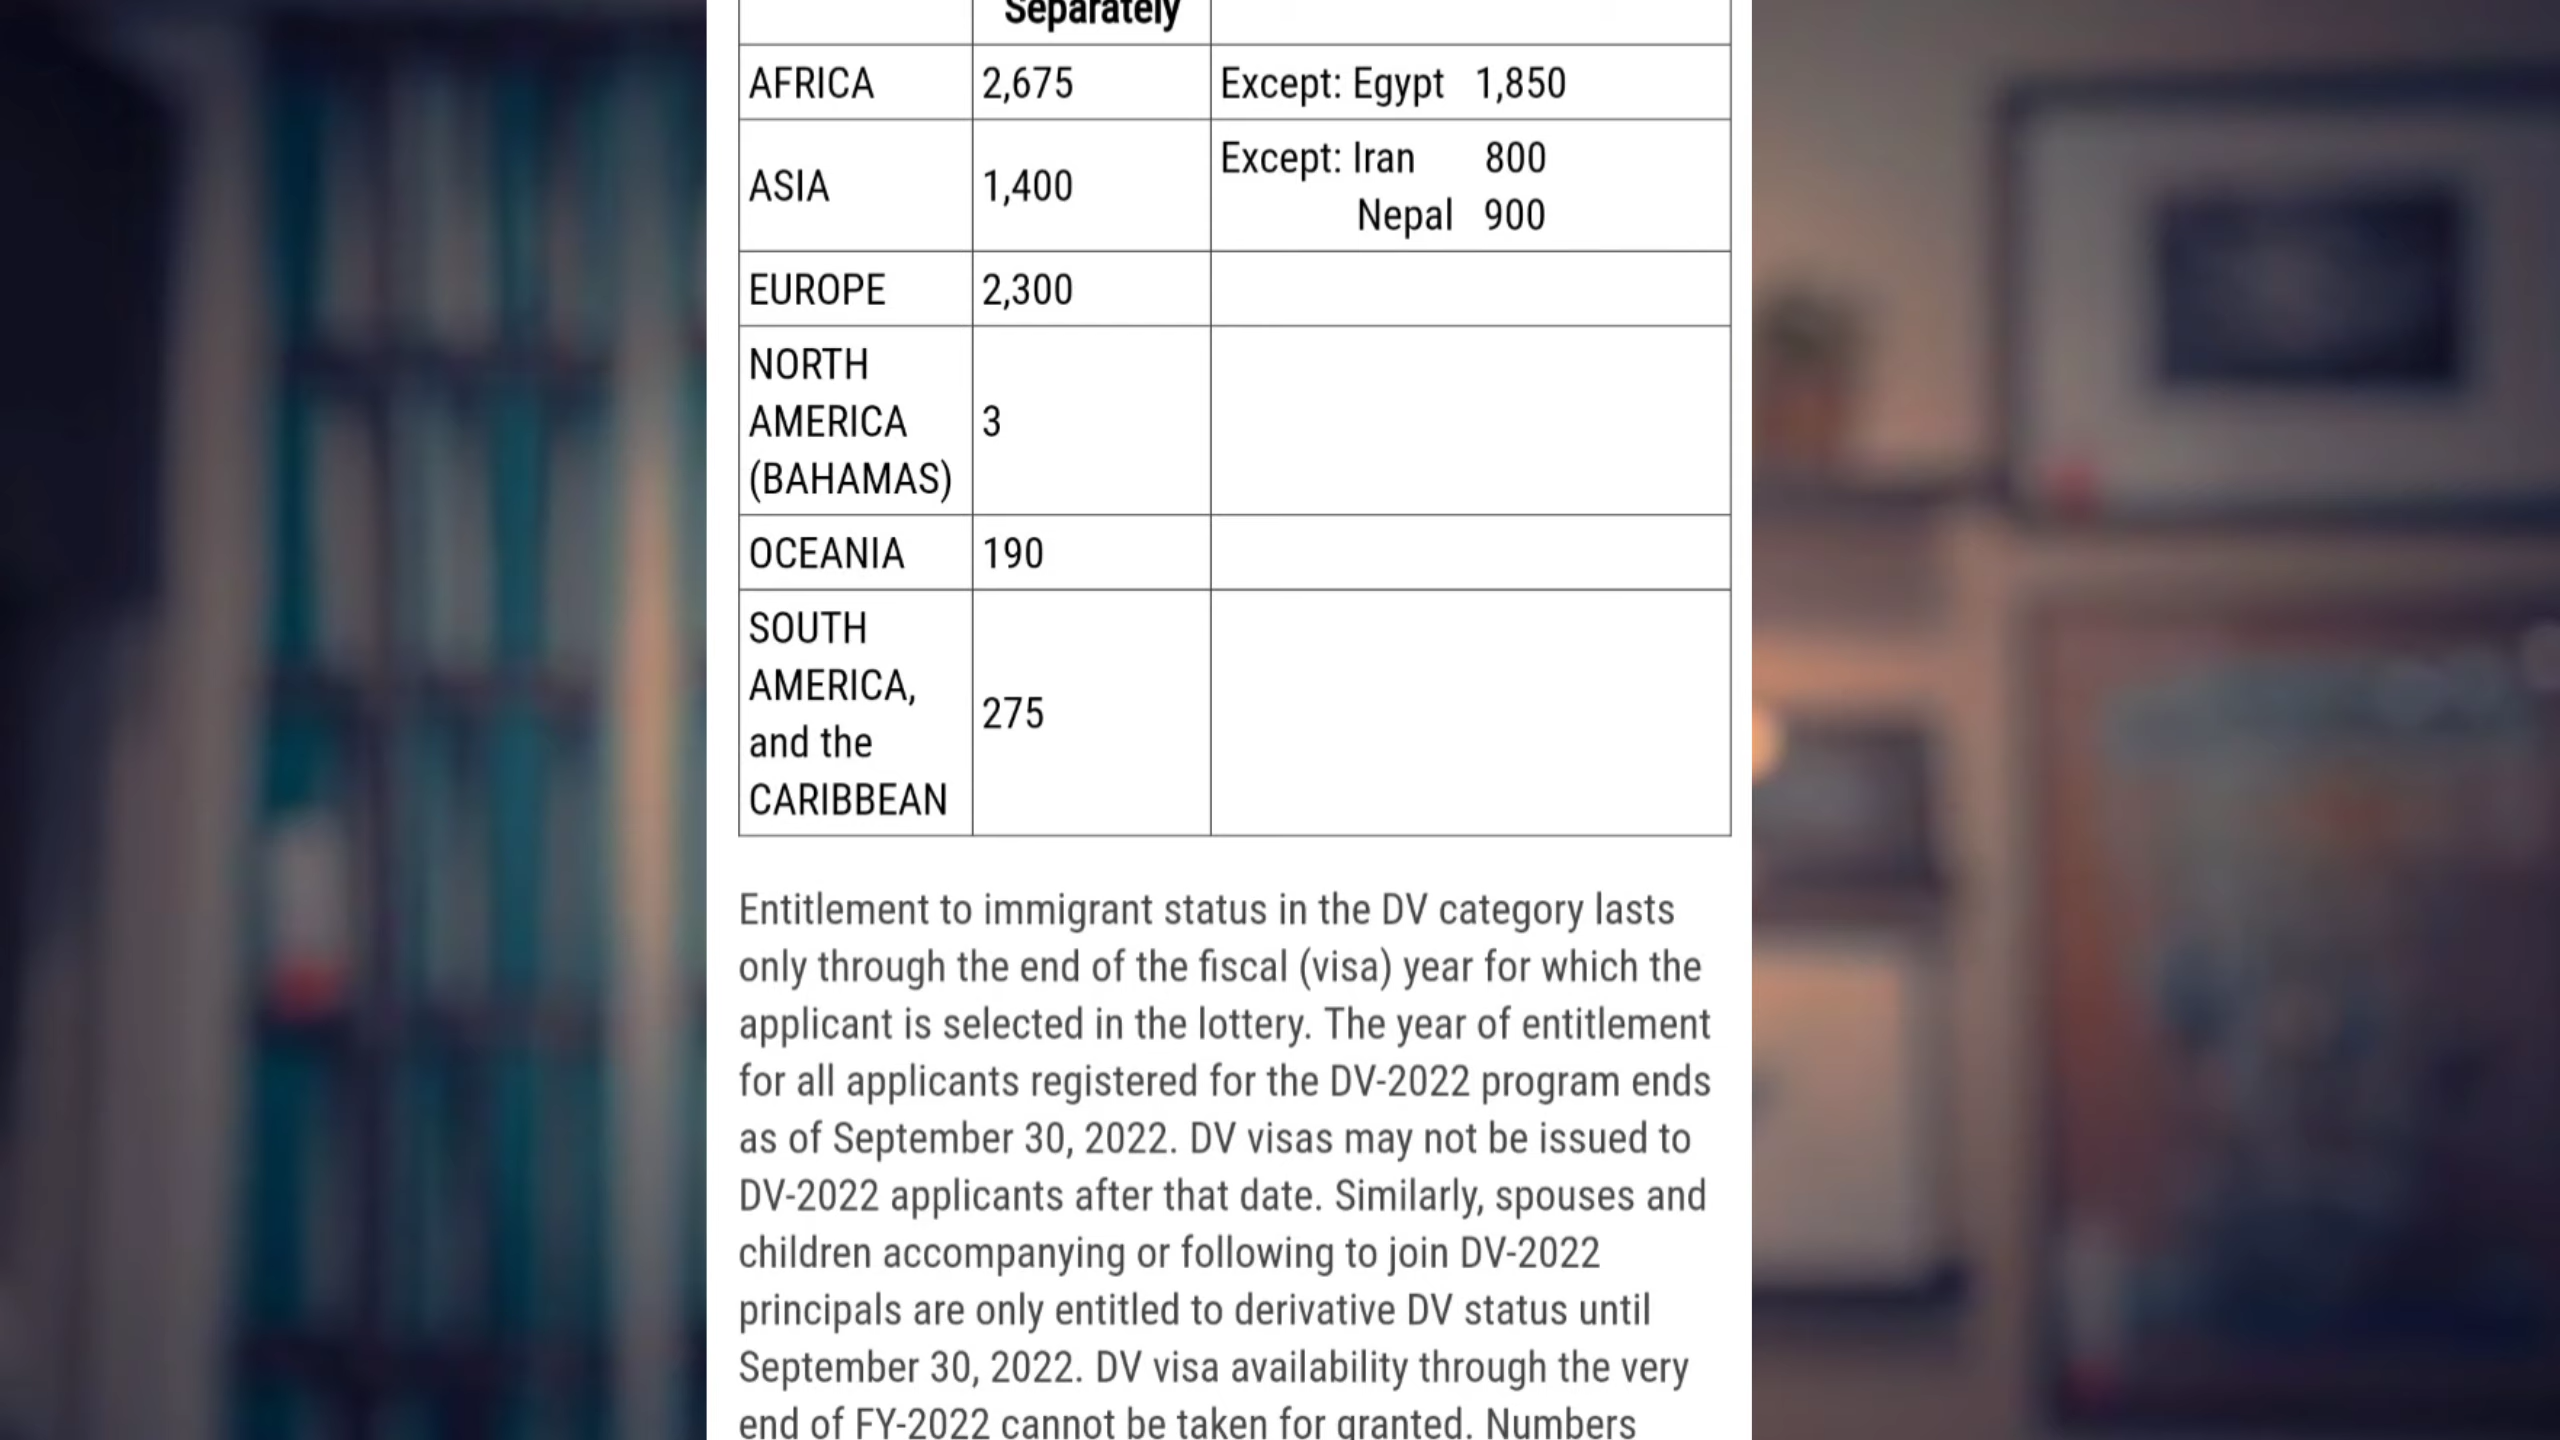 Separately
AFRICA 2,675 Except: Egypt 1,850
ASIA 1,400 Except: Iran 800
Nepal 900
EUROPE 2,300
NORTH
AMERICA 3
(BAHAMAS)
OCEANIA 190
SOUTH
AMERICA,
and the 275
CARIBBEAN
Entitlement to immigrant status in the DV category lasts
only through the end of the fiscal (visa) year for which the
applicant is selected in the lottery. The year of entitlement
for all applicants registered for the DV-2022 program ends
as of September 30, 2022. DV visas may not be issued to
DV-2022 applicants after that date. Similarly, spouses and
children accompanying or following to join DV-2022
principals are only entitled to derivative DV status until
September 30, 2022. DV visa availability through the very
end of FY-2022 cannot be taken for granted. Numbers